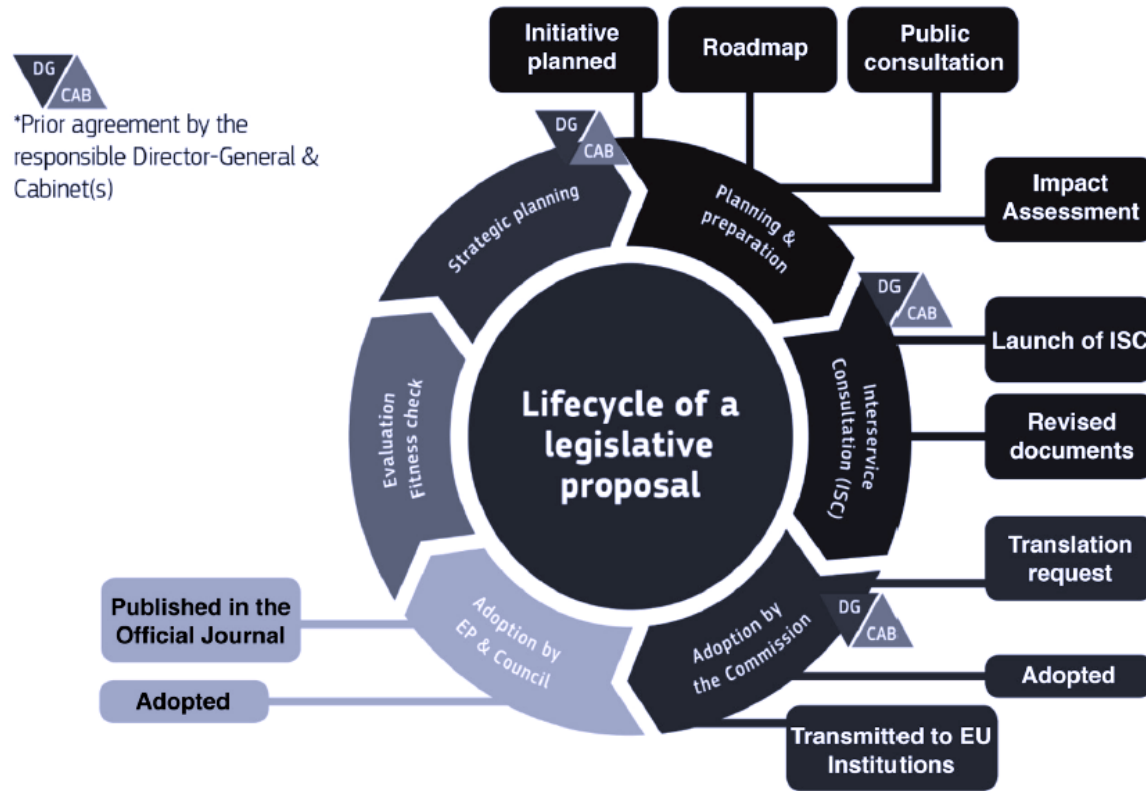 DG
CAB
*Prior agreement by the
responsible Director-General &
Cabinet(s)
Initiative
planned
Roadmap
Public
consultation
DG
CAB
Strategic planning
Planning &
preparation
Impact
Assessment
DG
CAB
Launch of ISC
Interservice
Consultation (ISC)
Revised
documents
Lifecycle of a
legislative
proposal
Evaluation
Fitness check
Translation
request
DG
CAB
Adoption by
the Commission
Adopted
Transmitted to EU
Institutions
Adoption by
EP & Council
Published in the
Official Journal
Adopted